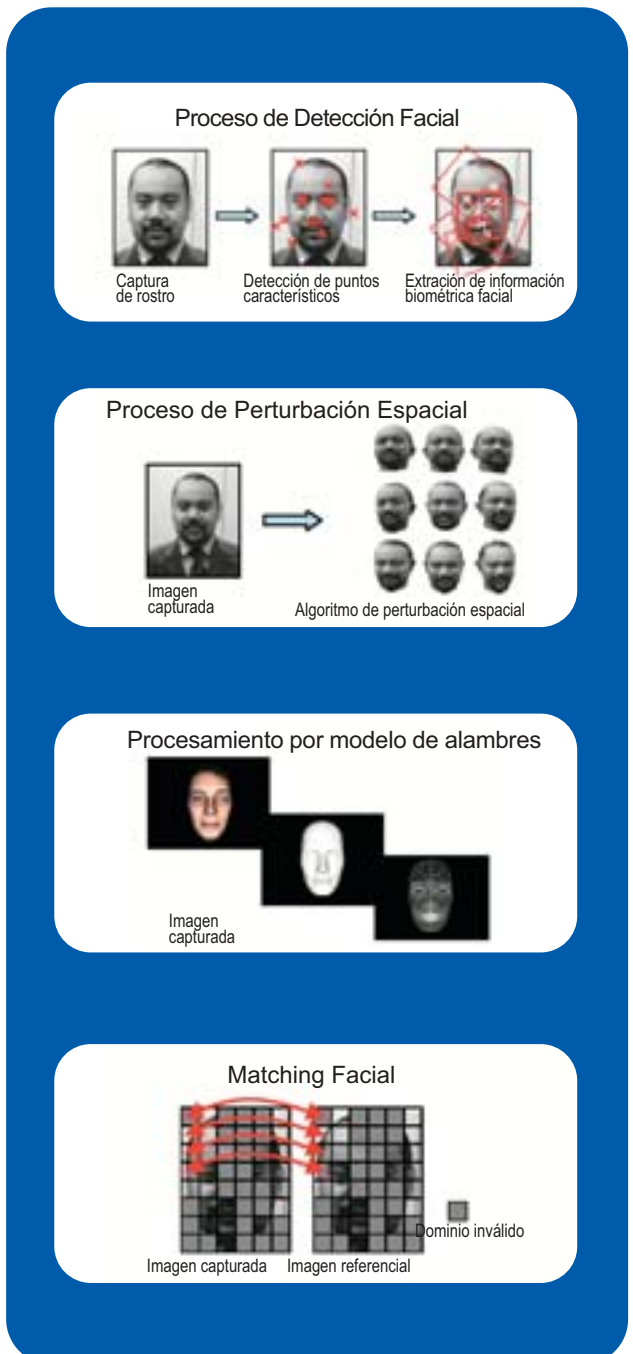 Proceso de Detección Facial
Captura
de rostro
Detección de puntos
característicos
Extración de información
biométrica facial
Proceso de Perturbación Espacial
Imagen
capturada
Algoritmo de perturbación espacial
Procesamiento por modelo de alambres
Imagen
capturada
Matching Facial
Dominio inválido
Imagen capturada
Imagen referencial